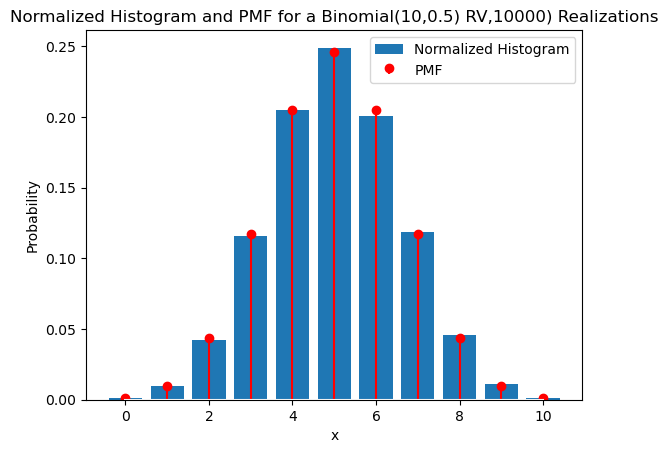 Normalized Histogram and PMF for a Binomial(10,0.5) RV,10000) Realizations
Normalized Histogram
PMF
Probability
0.25
0.20
0.15
0.10
0.05
0.00
0 2 4 6 8 10
x